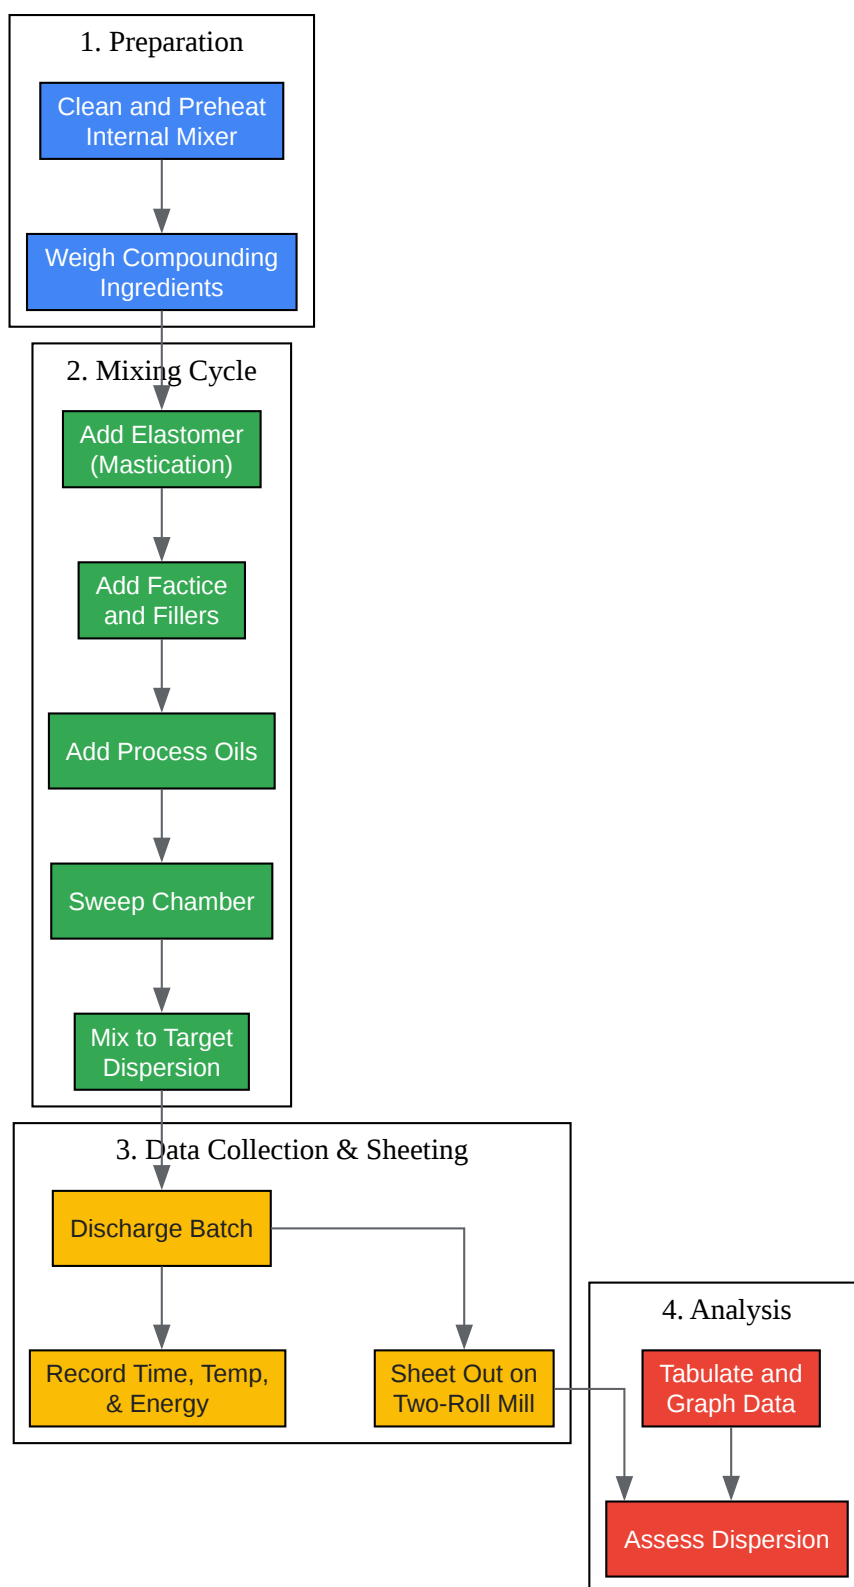 1. Preparation
Clean and Preheat
Internal Mixer
Weigh Compounding
Ingredients
2. Mixing Cycle
Add Elastomer
(Mastication)
Add Factice
and Fillers
Add Process Oils
Sweep Chamber
Mix to Target
Dispersion
3. Data Collection & Sheeting
Discharge Batch
Record Time, Temp,
& Energy
Sheet Out on
Two-Roll Mill
4. Analysis
Tabulate and
Graph Data
Assess Dispersion